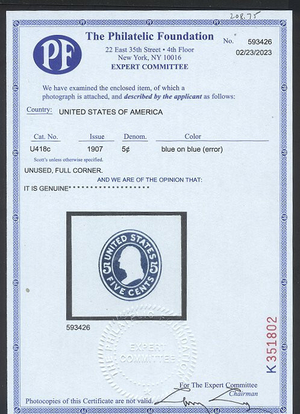 208.75
PF
The Philatelic Foundation
22 East 35th Street • 4th Floor
New York, NY 10016
EXPERT COMMITTEE
No. 593426
02/23/2023
We have examined the enclosed item, of which a
photograph is attached, and described by the applicant as follows:
Country: UNITED STATES OF AMERICA
Cat. No. Issue Denom. Color
U418c 1907 5¢ blue on blue (error)
Scott's unless otherwise specified.
UNUSED, FULL CORNER.
AND WE ARE OF THE OPINION THAT:
IT IS GENUINE********************
UNITED STATES
5 5
FIVE CENTS
593426
EXPERT
COMMITTEE
K 351802
For The Expert Committee
Chairman
Photocopies of this Certificate are not valid.